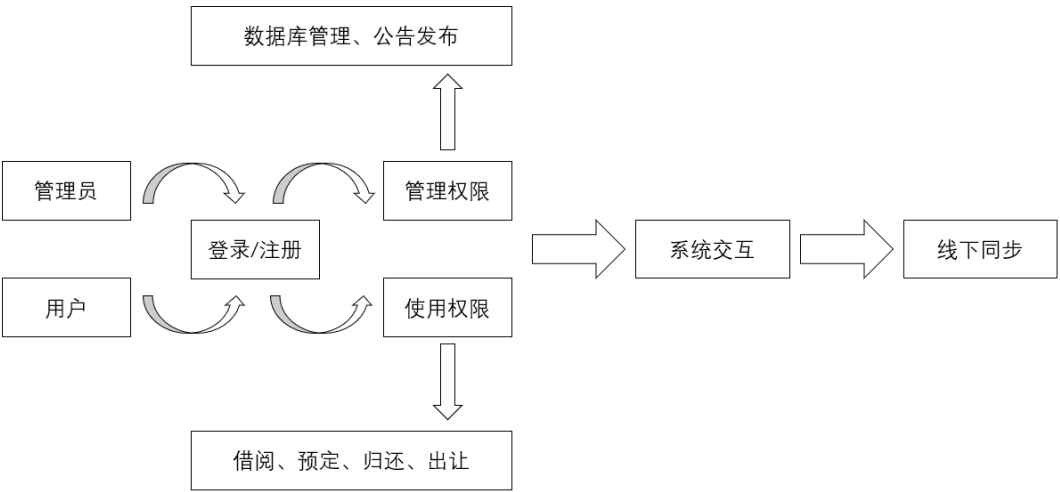 数据库管理、公告发布
管理员
管理权限
登录/注册
系统交互
线下同步
用户
使用权限
借阅、预定、归还、出让